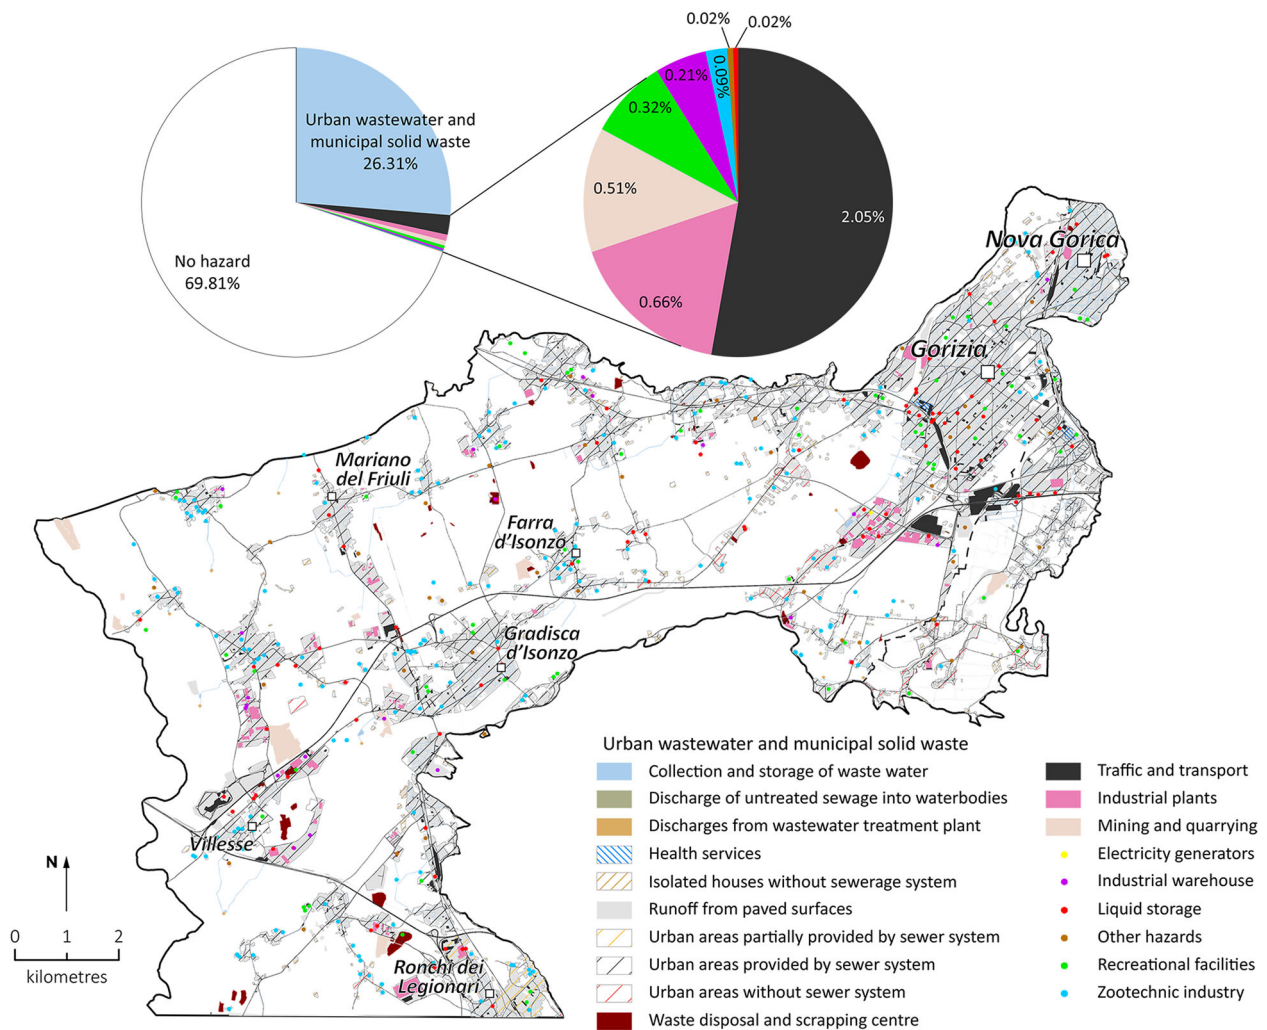 0.02%
0.02%
0.09%
0.21%
0.32%
Urban wastewater and
municipal solid waste
26.31%
0.51%
2.05%
No hazard
69.81%
0.66%
Nova Gorica
Gorizia
Mariano
del Friuli
Farra
d'Isonzo
Gradisca
d'Isonzo
Villesse
Ronchi dei
Legionari
N
0 1 2
kilometres
Urban wastewater and municipal solid waste
Collection and storage of waste water
Discharge of untreated sewage into waterbodies
Discharges from wastewater treatment plant
Health services
Isolated houses without sewerage system
Runoff from paved surfaces
Urban areas partially provided by sewer system
Urban areas provided by sewer system
Urban areas without sewer system
Waste disposal and scrapping centre
Traffic and transport
Industrial plants
Mining and quarrying
Electricity generators
Industrial warehouse
Liquid storage
Other hazards
Recreational facilities
Zootechnic industry